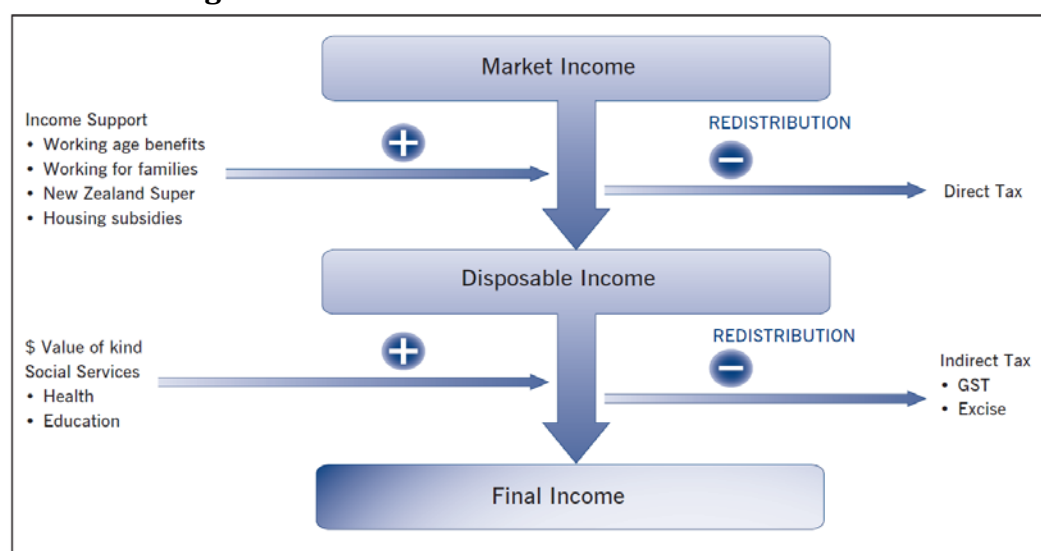 Market Income
Income Support
• Working age benefits
• Working for families
• New Zealand Super
• Housing subsidies
REDISTRIBUTION
Direct Tax
Disposable Income
$ Value of kind
Social Services
• Health
• Education
REDISTRIBUTION
Indirect Tax
• GST
• Excise
Final Income